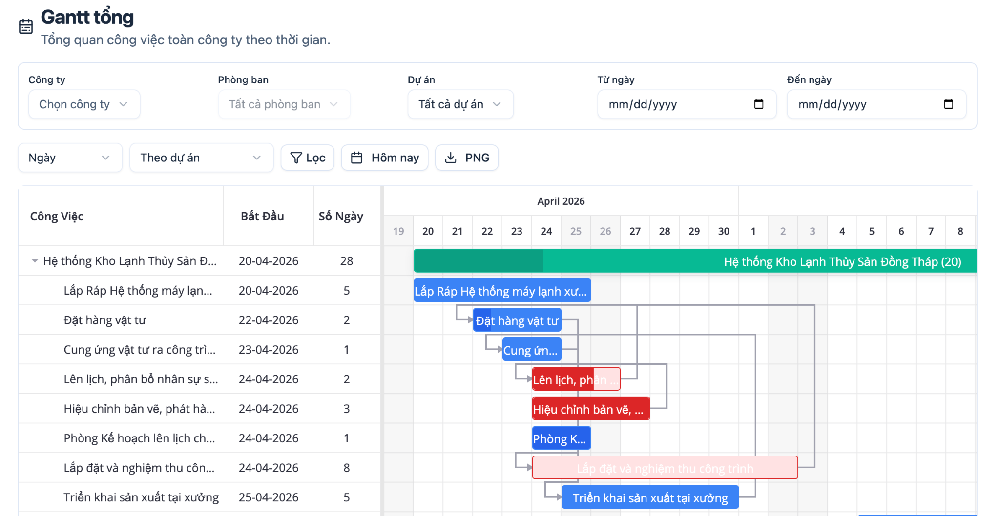 Gantt tổng
Tổng quan công việc toàn công ty theo thời gian.
Công ty
Phòng ban
Dự án
Từ ngày
Đến ngày
Chọn công ty
Tất cả phòng ban
Tất cả dự án
mm/dd/yyyy
mm/dd/yyyy
Ngày
Theo dự án
Lọc
Hôm nay
PNG
Công Việc
Bắt Đầu
Số Ngày
April 2026
19 20 21 22 23 24 25 26 27 28 29 30 1 2 3 4 5 6 7 8
Hệ thống Kho Lạnh Thủy Sản Đ... 20-04-2026 28
Hệ thống Kho Lạnh Thủy Sản Đồng Tháp (20)
Lắp Ráp Hệ thống máy lạn... 20-04-2026 5
Lắp Ráp Hệ thống máy lạnh xư...
Đặt hàng vật tư 22-04-2026 2
Đặt hàng vật tư
Cung ứng vật tư ra công trì... 23-04-2026 1
Cung ứn...
Lên lịch, phân bổ nhân sự s... 24-04-2026 2
Lên lịch, phân ...
Hiệu chỉnh bản vẽ, phát hà... 24-04-2026 3
Hiệu chỉnh bản vẽ, ...
Phòng Kế hoạch lên lịch ch... 24-04-2026 1
Phòng K...
Lắp đặt và nghiệm thu côn... 24-04-2026 8
Lắp đặt và nghiệm thu công trình
Triển khai sản xuất tại xưởng 25-04-2026 5
Triển khai sản xuất tại xưởng